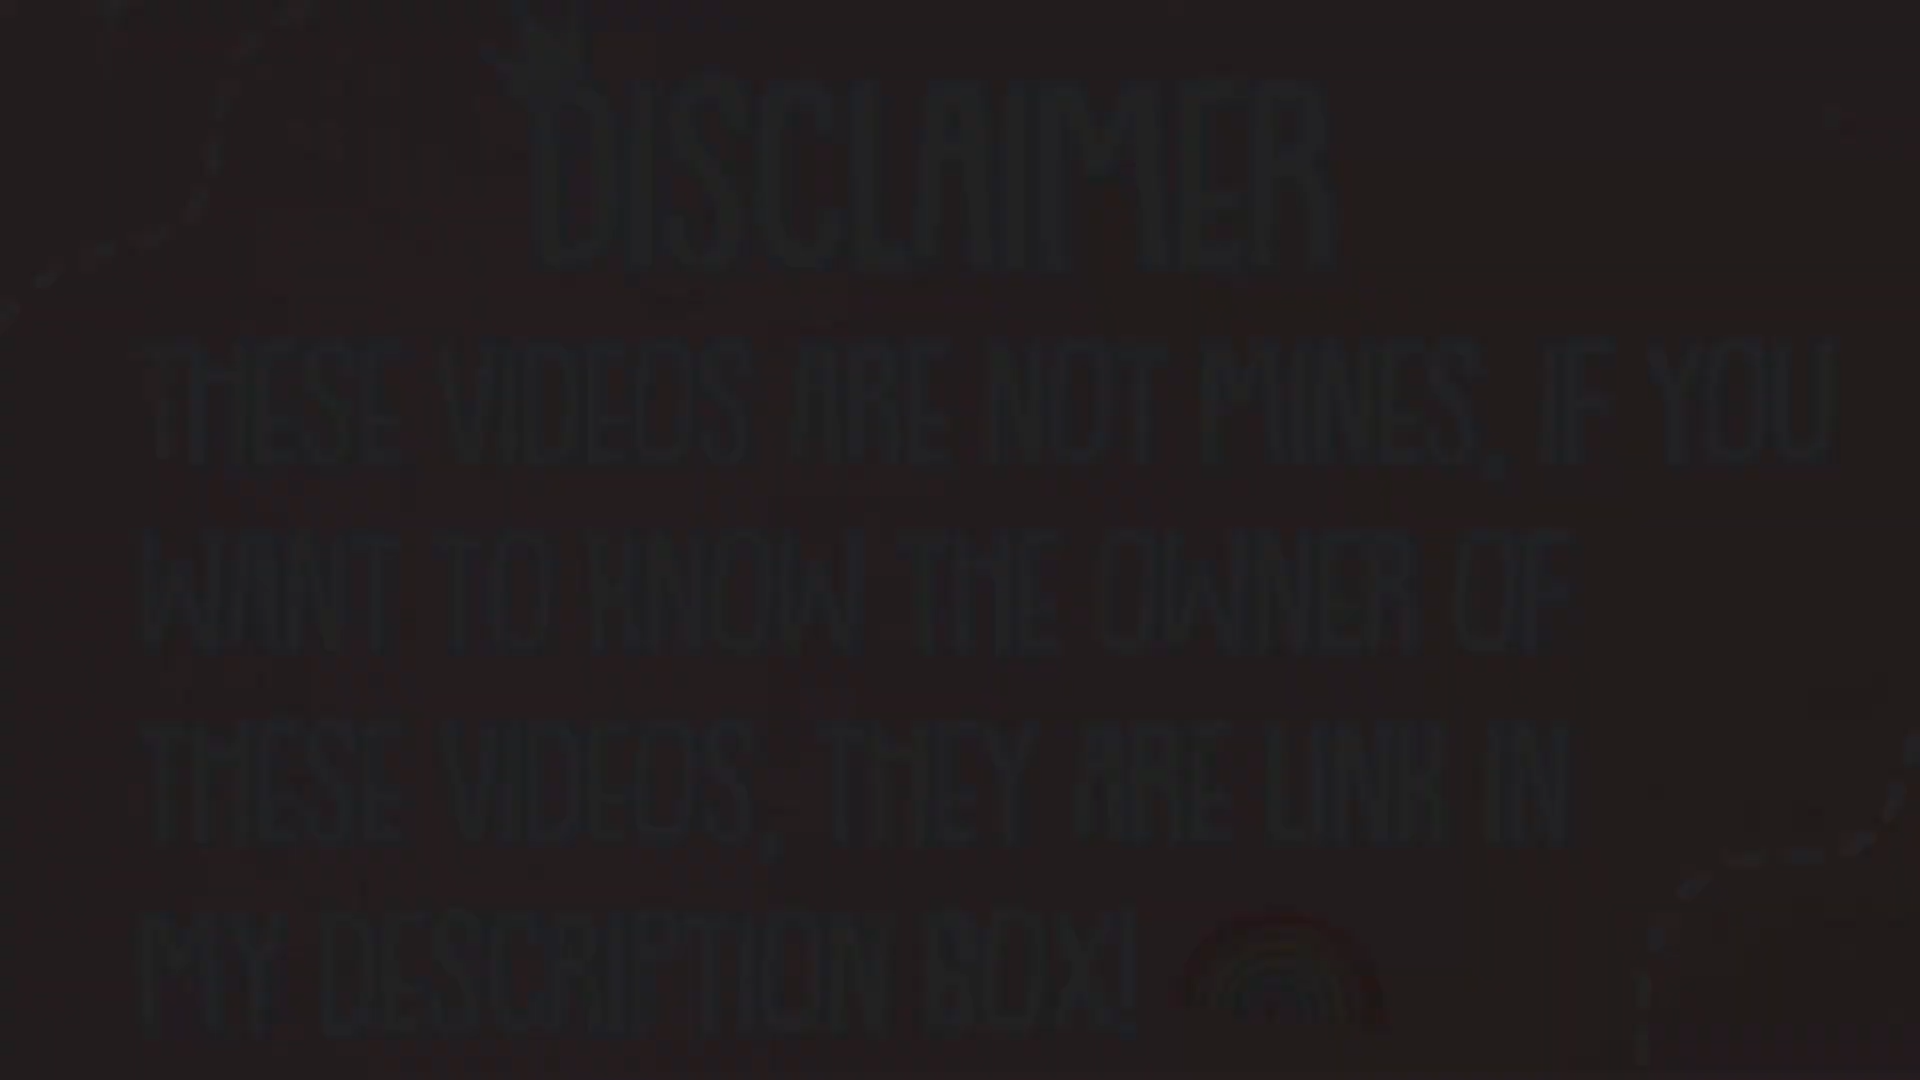 DISCLAIMER
THESE VIDEOS ARE NOT MINES, IF YOU
WANT TO KNOW THE OWNER OF
THESE VIDEOS, THEY ARE LINK IN
MY DESCRIPTION BOX!